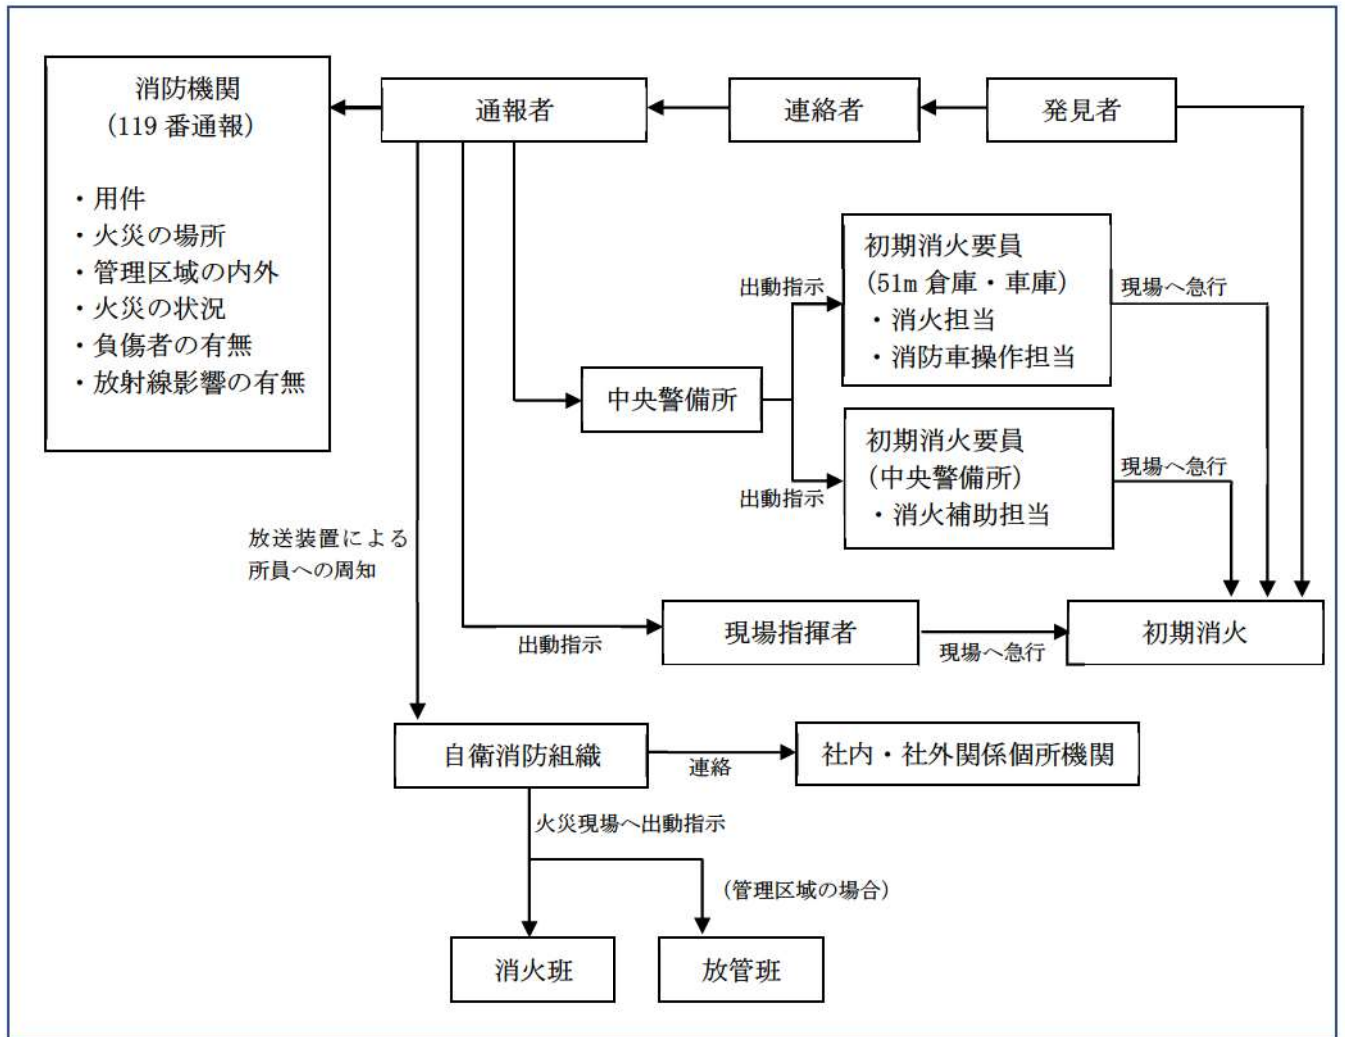 消防機関
(119 番通報)
・用件
・火災の場所
・管理区域の内外
・火災の状況
・負傷者の有無
・放射線影響の有無
通報者
連絡者
発見者
出動指示
初期消火要員
(51m 倉庫・車庫)
・消火担当
・消防車操作担当
現場へ急行
中央警備所
出動指示
初期消火要員
(中央警備所)
・消火補助担当
現場へ急行
放送装置による
所員への周知
出動指示
現場指揮者
現場へ急行
初期消火
自衛消防組織
連絡
社内・社外関係個所機関
火災現場へ出動指示
(管理区域の場合)
消火班
放管班